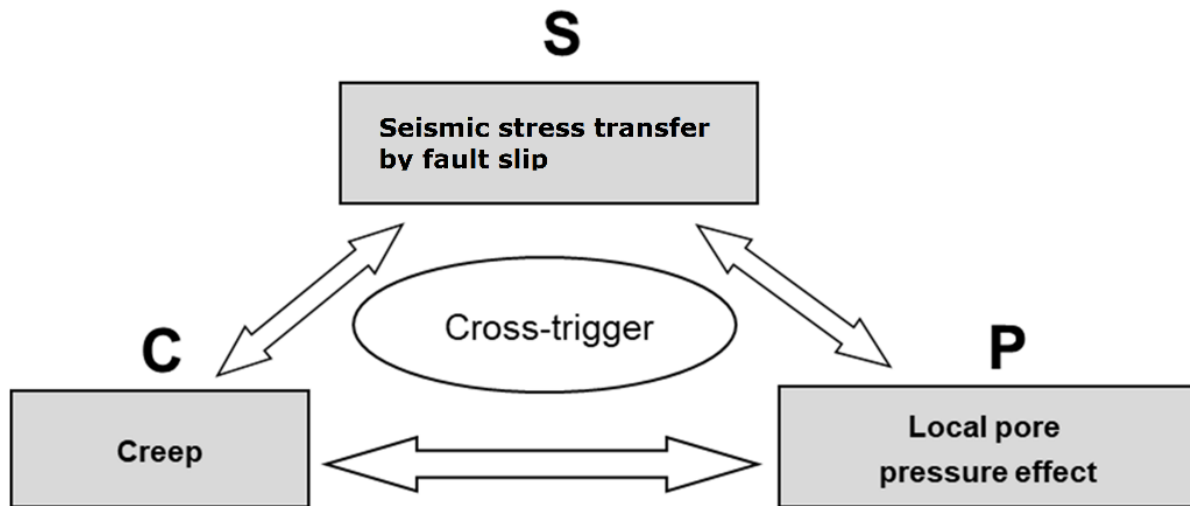 S
Seismic stress transfer
by fault slip
Cross-trigger
C
P
Creep
Local pore
pressure effect